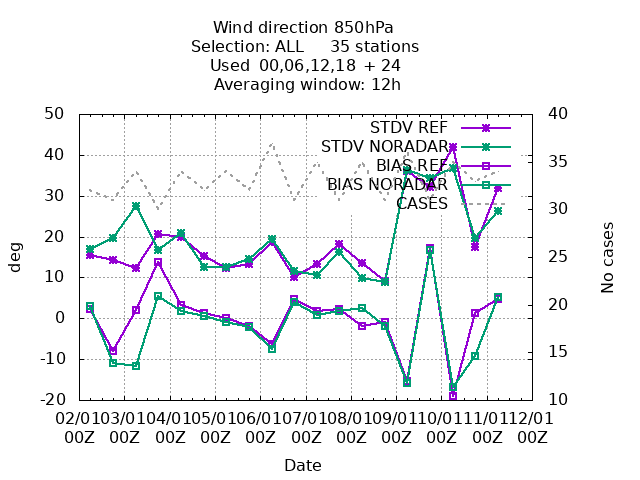 Wind direction 850hPa
Selection: ALL 35 stations
Used 00,06,12,18 + 24
Averaging window: 12h
50 40
STDV REF
STDV NORADAR
40 35
BIAS REF
BIAS NORADAR
30 30
CASES
20 25
10 20
0 15
-10
-20 10
deg
No cases
02/01 03/01 04/01 05/01 06/01 07/01 08/01 09/01 10/01 11/01 12/01
00Z 00Z 00Z 00Z 00Z 00Z 00Z 00Z 00Z 00Z 00Z
Date